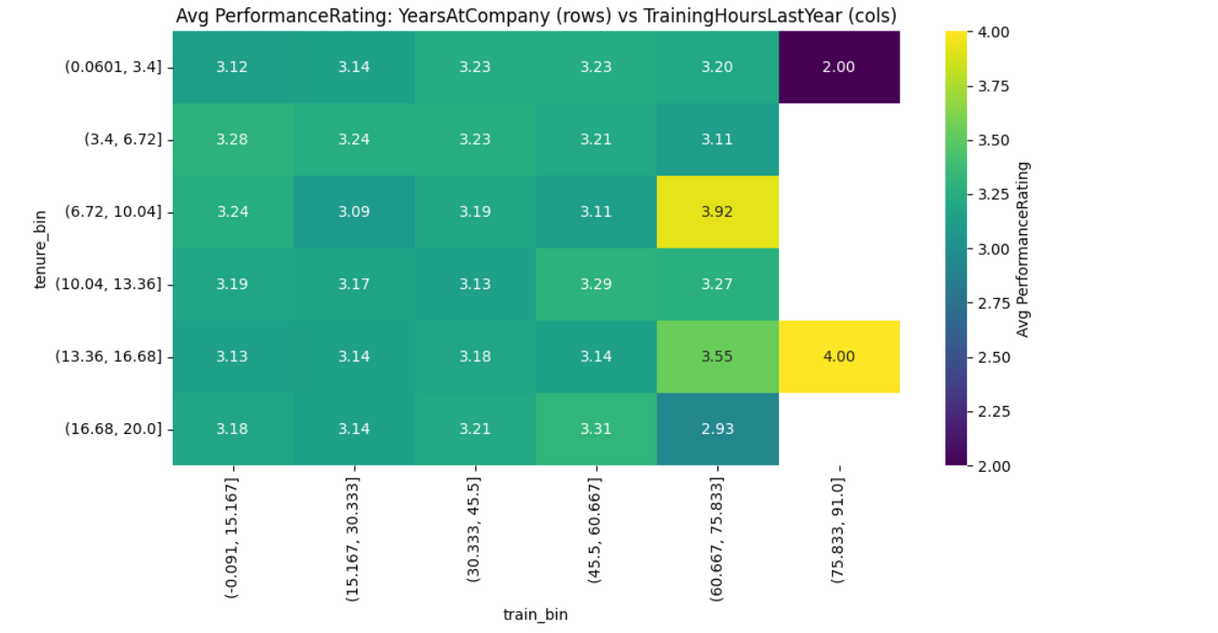 Avg PerformanceRating: YearsAtCompany (rows) vs TrainingHoursLastYear (cols)
(0.0601, 3.4] 3.12 3.14 3.23 3.23 3.20 2.00
(3.4, 6.72] 3.28 3.24 3.23 3.21 3.11
(6.72, 10.04] 3.24 3.09 3.19 3.11 3.92
(10.04, 13.36] 3.19 3.17 3.13 3.29 3.27
(13.36, 16.68] 3.13 3.14 3.18 3.14 3.55 4.00
(16.68, 20.0] 3.18 3.14 3.21 3.31 2.93
tenure_bin
(-0.091, 15.167]
(15.167, 30.333]
(30.333, 45.5]
(45.5, 60.667]
(60.667, 75.833]
(75.833, 91.0]
train_bin
4.00
3.75
3.50
3.25
3.00
2.75
2.50
2.25
2.00
Avg PerformanceRating